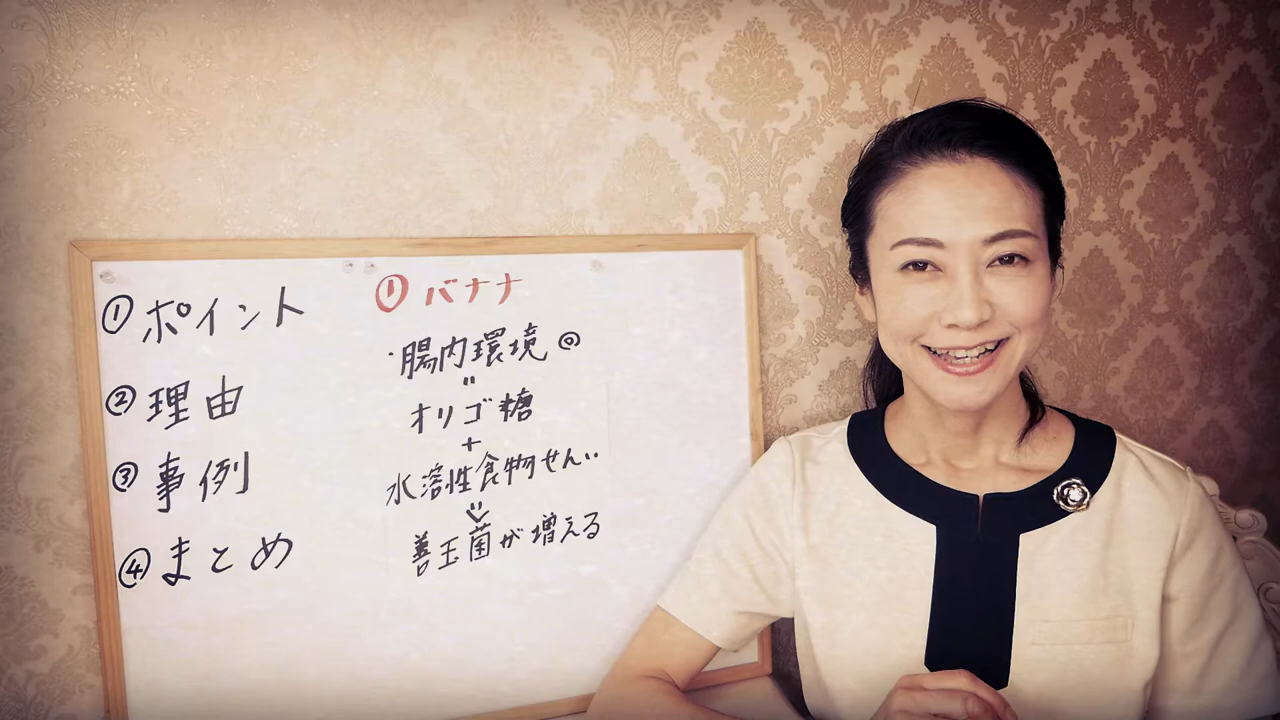 ① ポイント
② 理由
③ 事例
④ まとめ
① バナナ
・腸内環境 ◎
"
オリゴ糖
+
水溶性食物せんい
⇓
善玉菌が増える